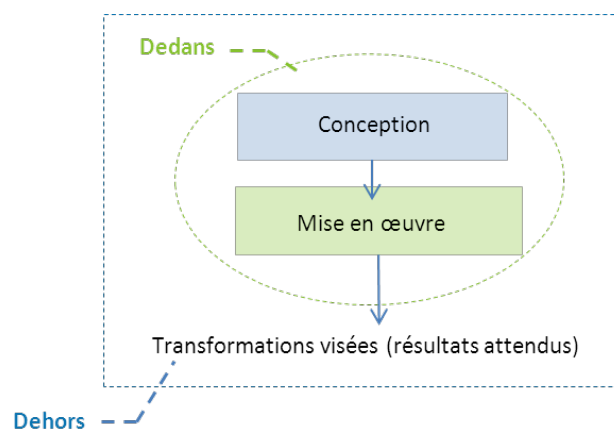 Dedans
Conception
Mise en œuvre
Transformations visées (résultats attendus)
Dehors